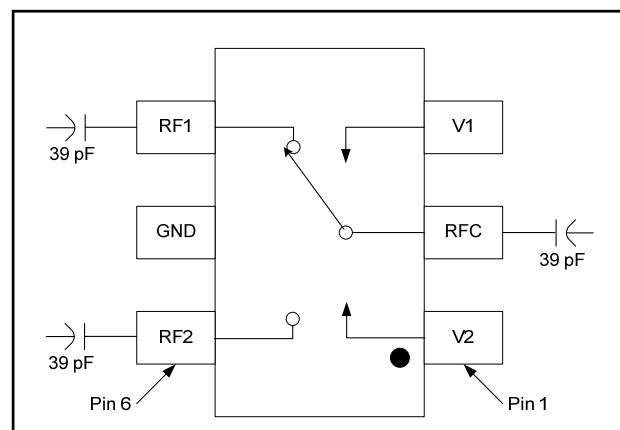 RF1
V1
39 pF
GND
RFC
39 pF
RF2
V2
39 pF
Pin 6
Pin 1